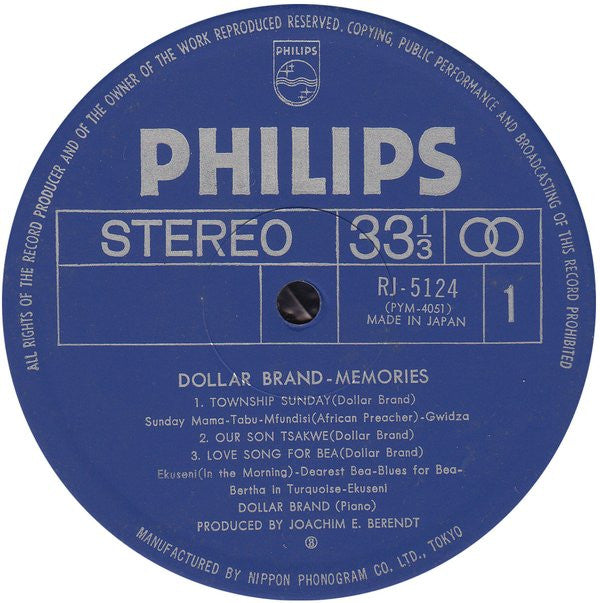 ALL RIGHTS OF THE RECORD PRODUCER AND OF THE OWNER OF THE WORK REPRODUCED RESERVED. COPYING, PUBLIC PERFORMANCE AND BROADCASTING OF THIS RECORD PROHIBITED
PHILIPS
PHILIPS
STEREO 33 1/3
RJ-5124
(PYM-4051)
MADE IN JAPAN
1
DOLLAR BRAND-MEMORIES
1. TOWNSHIP SUNDAY(Dollar Brand)
Sunday Mama-Tabu-Mfundisi(African Preacher)-Gwidza
2. OUR SON TSAKWE(Dollar Brand)
3. LOVE SONG FOR BEA(Dollar Brand)
Ekuseni(in the Morning)-Dearest Bea-Blues for Bea-
Bertha in Turquoise-Ekuseni
DOLLAR BRAND (Piano)
PRODUCED BY JOACHIM E. BERENDT
MANUFACTURED BY NIPPON PHONOGRAM CO. LTD., TOKYO